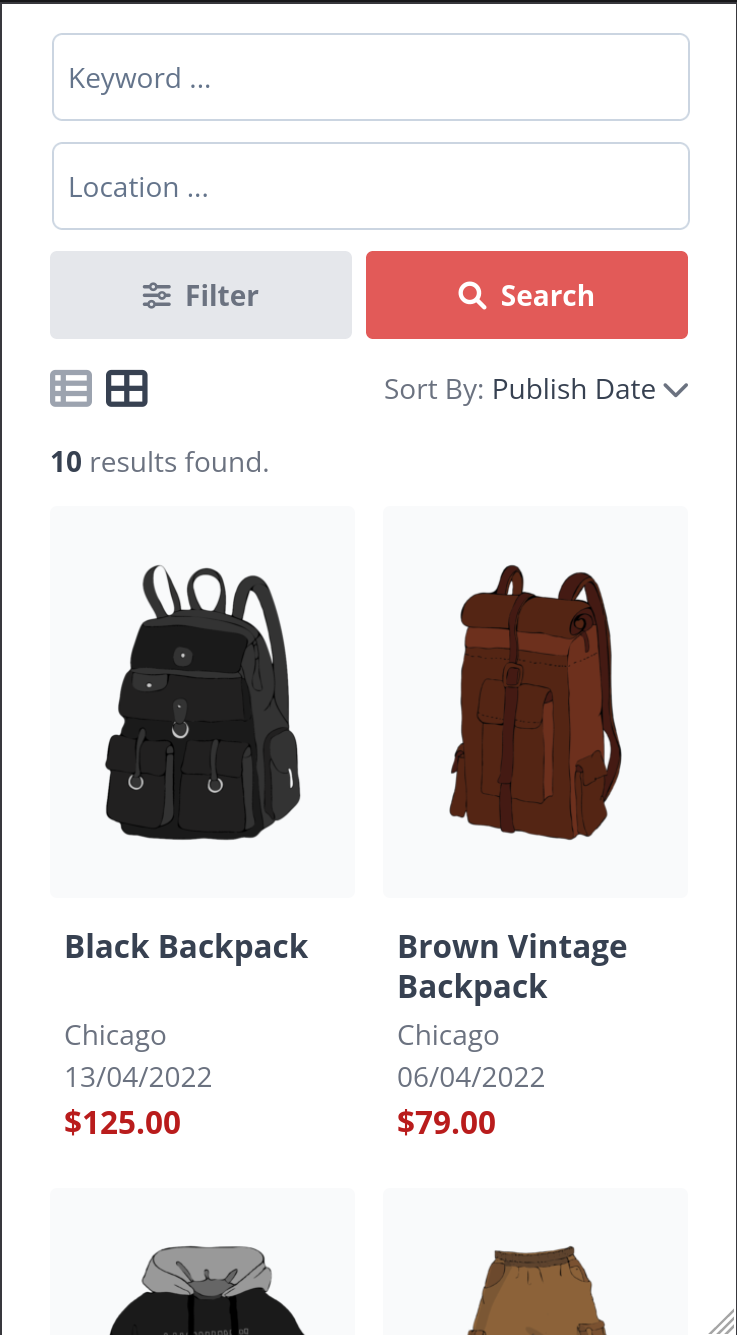 Keyword ...
Location ...
Filter
Search
Sort By: Publish Date
10 results found.
Black Backpack
Brown Vintage
Backpack
Chicago
13/04/2022
$125.00
Chicago
06/04/2022
$79.00